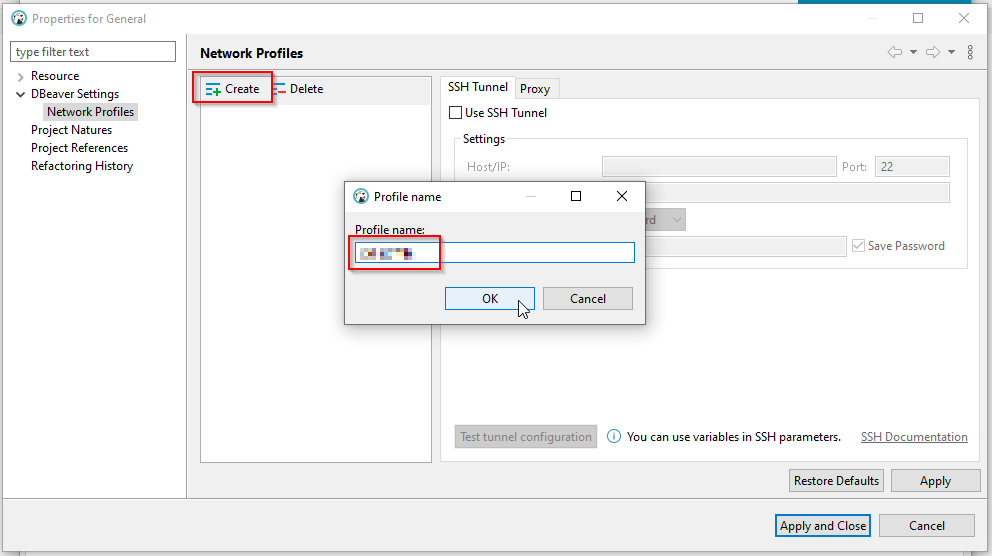 Properties for General
type filter text
Resource
DBeaver Settings
Network Profiles
Project Natures
Project References
Refactoring History
Network Profiles
Create Delete
SSH Tunnel Proxy
Use SSH Tunnel
Settings
Host/IP: Port: 22
Save Password
Profile name
Profile name:
OK Cancel
Test tunnel configuration You can use variables in SSH parameters. SSH Documentation
Restore Defaults Apply
Apply and Close Cancel